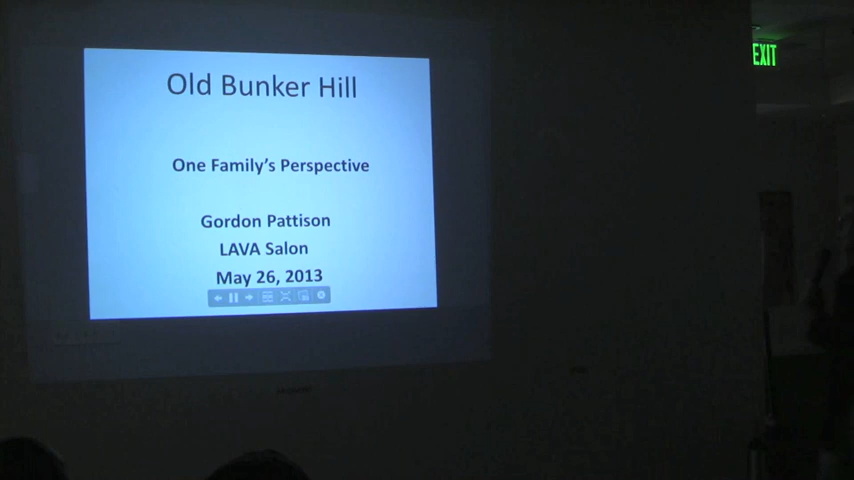 Old Bunker Hill
One Family's Perspective
Gordon Pattison
LAVA Salon
May 26, 2013
EXIT